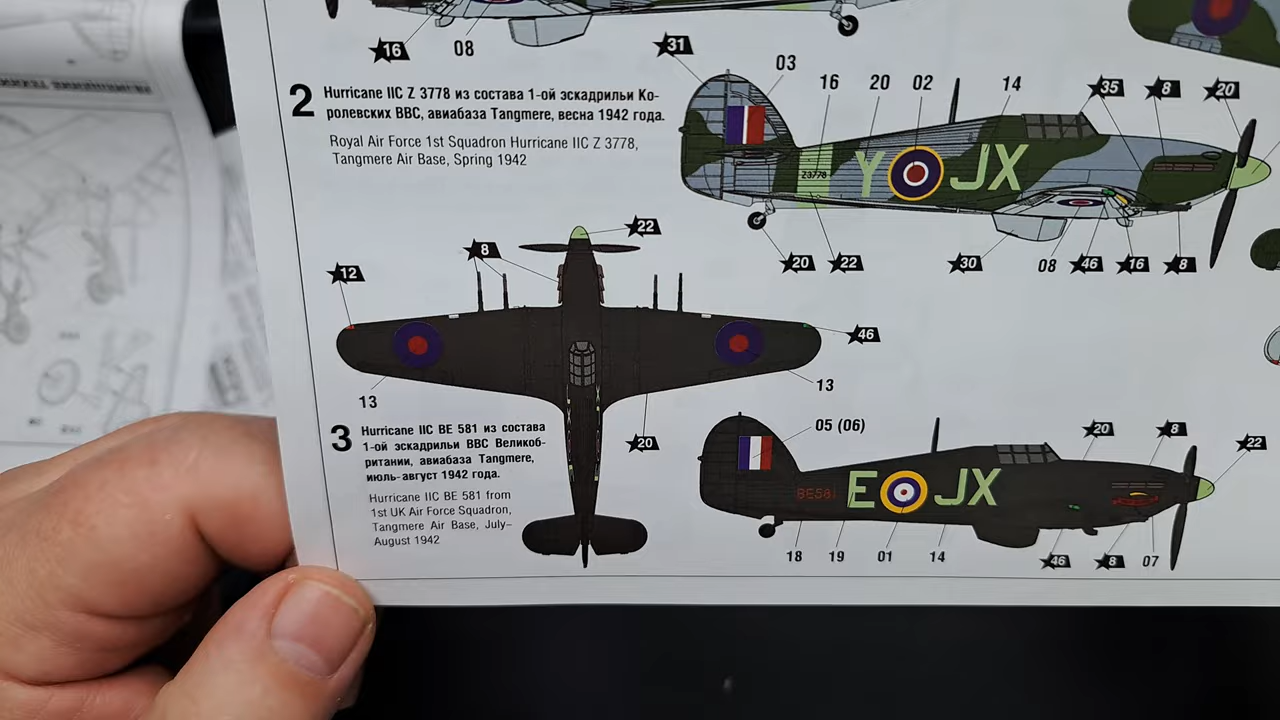 16
08
31
03
16
20
02
14
35
8
20
2
Hurricane IIC Z 3778 из состава 1-ой эскадрильи Ко-
ролевских ВВС, авиабаза Tangmere, весна 1942 года.
Royal Air Force 1st Squadron Hurricane IIC Z 3778,
Tangmere Air Base, Spring 1942
Z3778
Y JX
20
22
30
08
46
16
8
22
8
12
46
13
13
20
3
Hurricane IIC BE 581 из состава
1-ой эскадрильи ВВС Великоб-
ритании, авиабаза Tangmere,
июль-август 1942 года.
Hurricane IIC BE 581 from
1st UK Air Force Squadron,
Tangmere Air Base, July–
August 1942
05 (06)
20
8
22
BE581
E JX
18
19
01
14
46
8
07